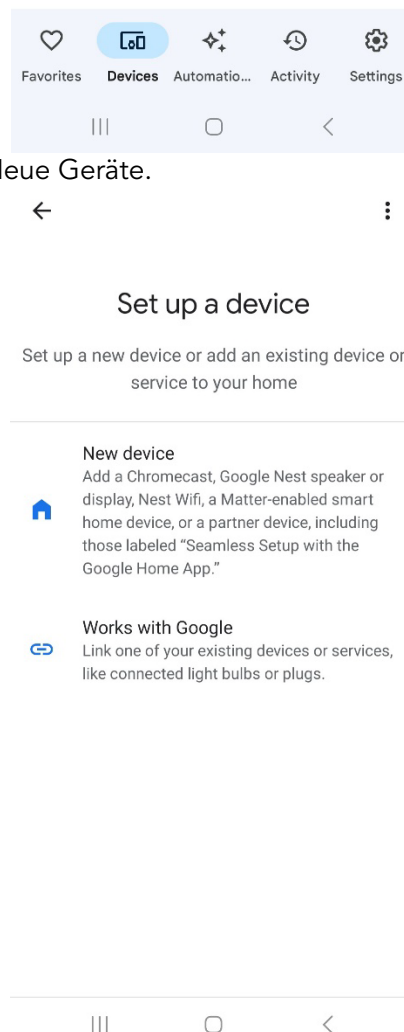 Favorites Devices Automatio... Activity Settings
Neue Geräte.
Set up a device
Set up a new device or add an existing device or
service to your home
New device
Add a Chromecast, Google Nest speaker or
display, Nest Wifi, a Matter-enabled smart
home device, or a partner device, including
those labeled “Seamless Setup with the
Google Home App.”
Works with Google
Link one of your existing devices or services,
like connected light bulbs or plugs.